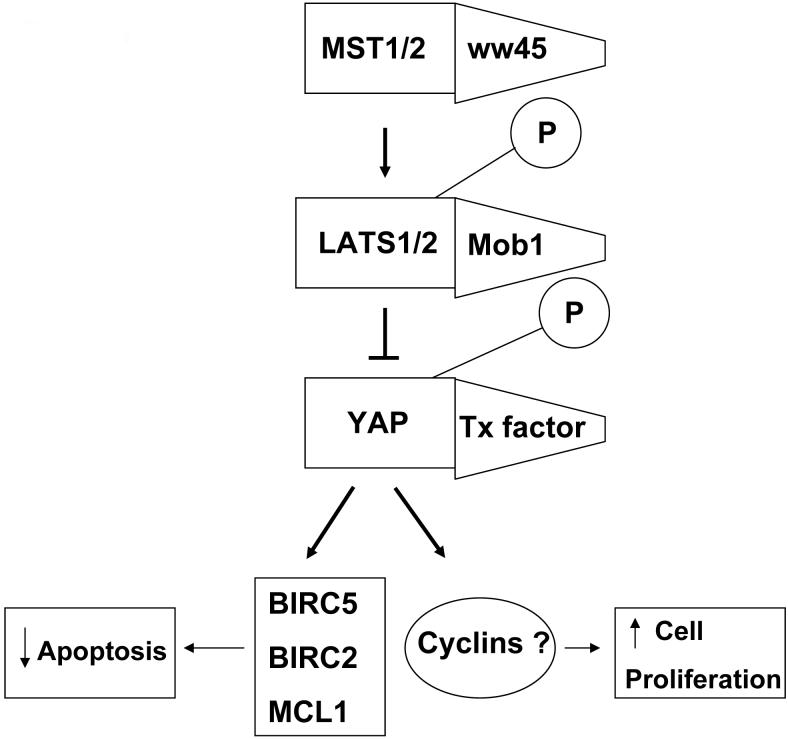 MST1/2 ww45
P
LATS1/2 Mob1
P
YAP Tx factor
BIRC5
BIRC2
MCL1
Apoptosis
Cyclins ?
Cell
Proliferation